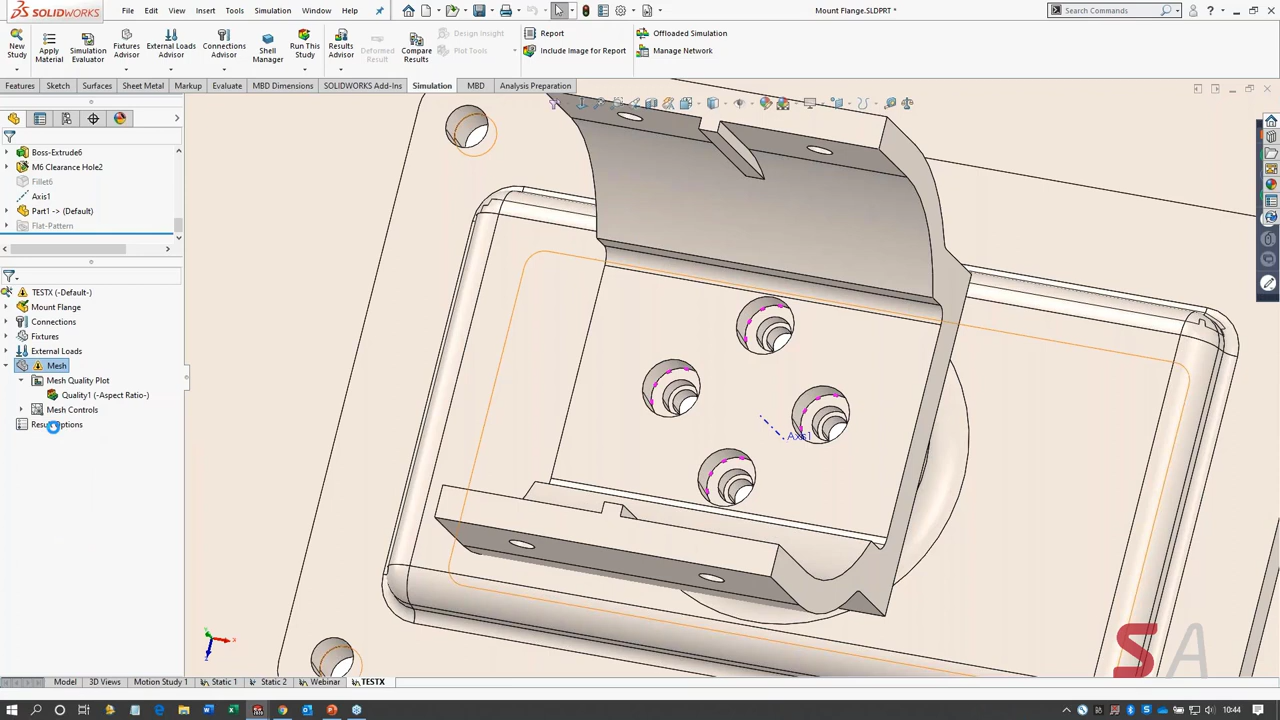 SOLIDWORKS
File Edit View Insert Tools Simulation Window Help
Mount Flange.SLDPRT *
Search Commands
New Study
Apply Material
Simulation Evaluator
Fixtures Advisor
External Loads Advisor
Connections Advisor
Shell Manager
Run This Study
Results Advisor
Deformed Result
Compare Results
Design Insight
Plot Tools
Report
Include Image for Report
Offloaded Simulation
Manage Network
Features Sketch Surfaces Sheet Metal Markup Evaluate MBD Dimensions SOLIDWORKS Add-Ins Simulation MBD Analysis Preparation
Boss-Extrude6
M6 Clearance Hole2
Fillet6
Axis1
Part1 -> (Default)
Flat-Pattern
TESTX (-Default-)
Mount Flange
Connections
Fixtures
External Loads
Mesh
Mesh Quality Plot
Quality1 (-Aspect Ratio-)
Mesh Controls
Axis1
SA
Model 3D Views Motion Study 1 Static 1 Static 2 Webinar TESTX
10:44